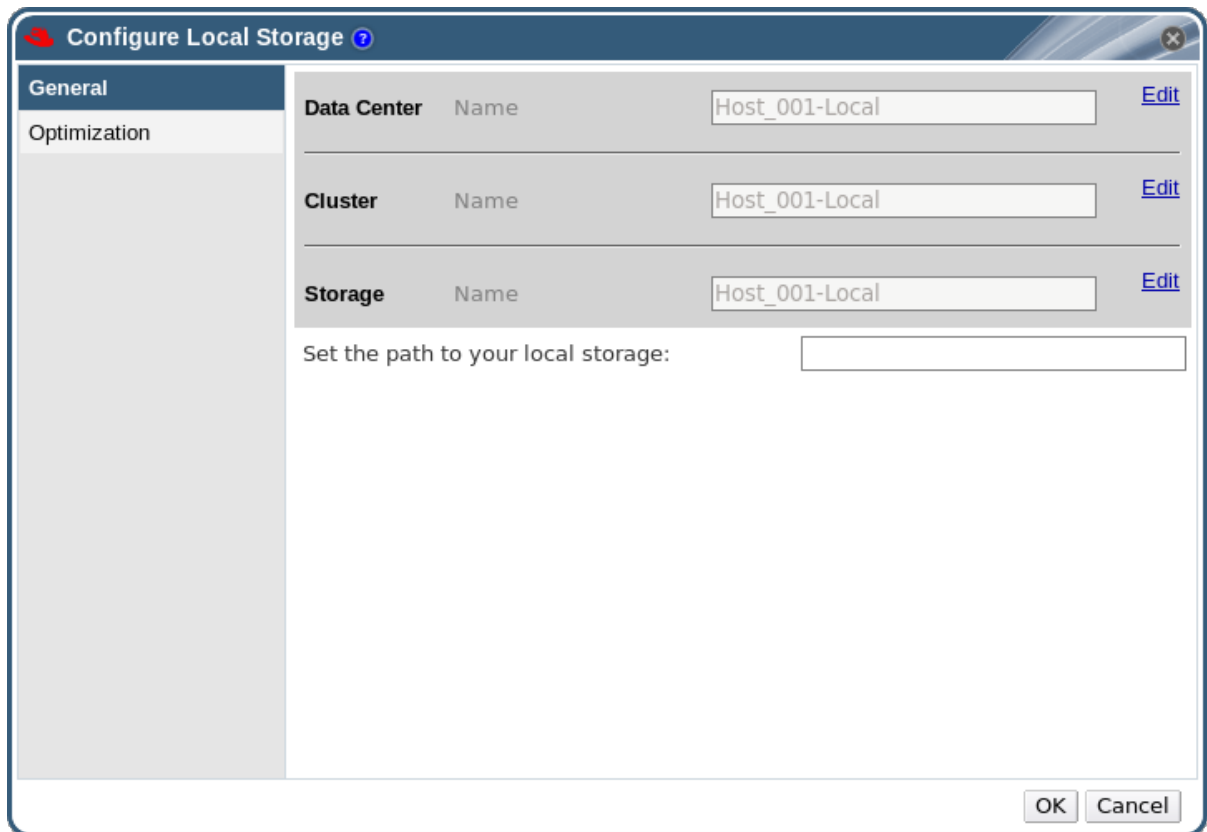 Configure Local Storage ?
General
Optimization
Data Center Name Host_001-Local Edit
Cluster Name Host_001-Local Edit
Storage Name Host_001-Local Edit
Set the path to your local storage:
OK Cancel